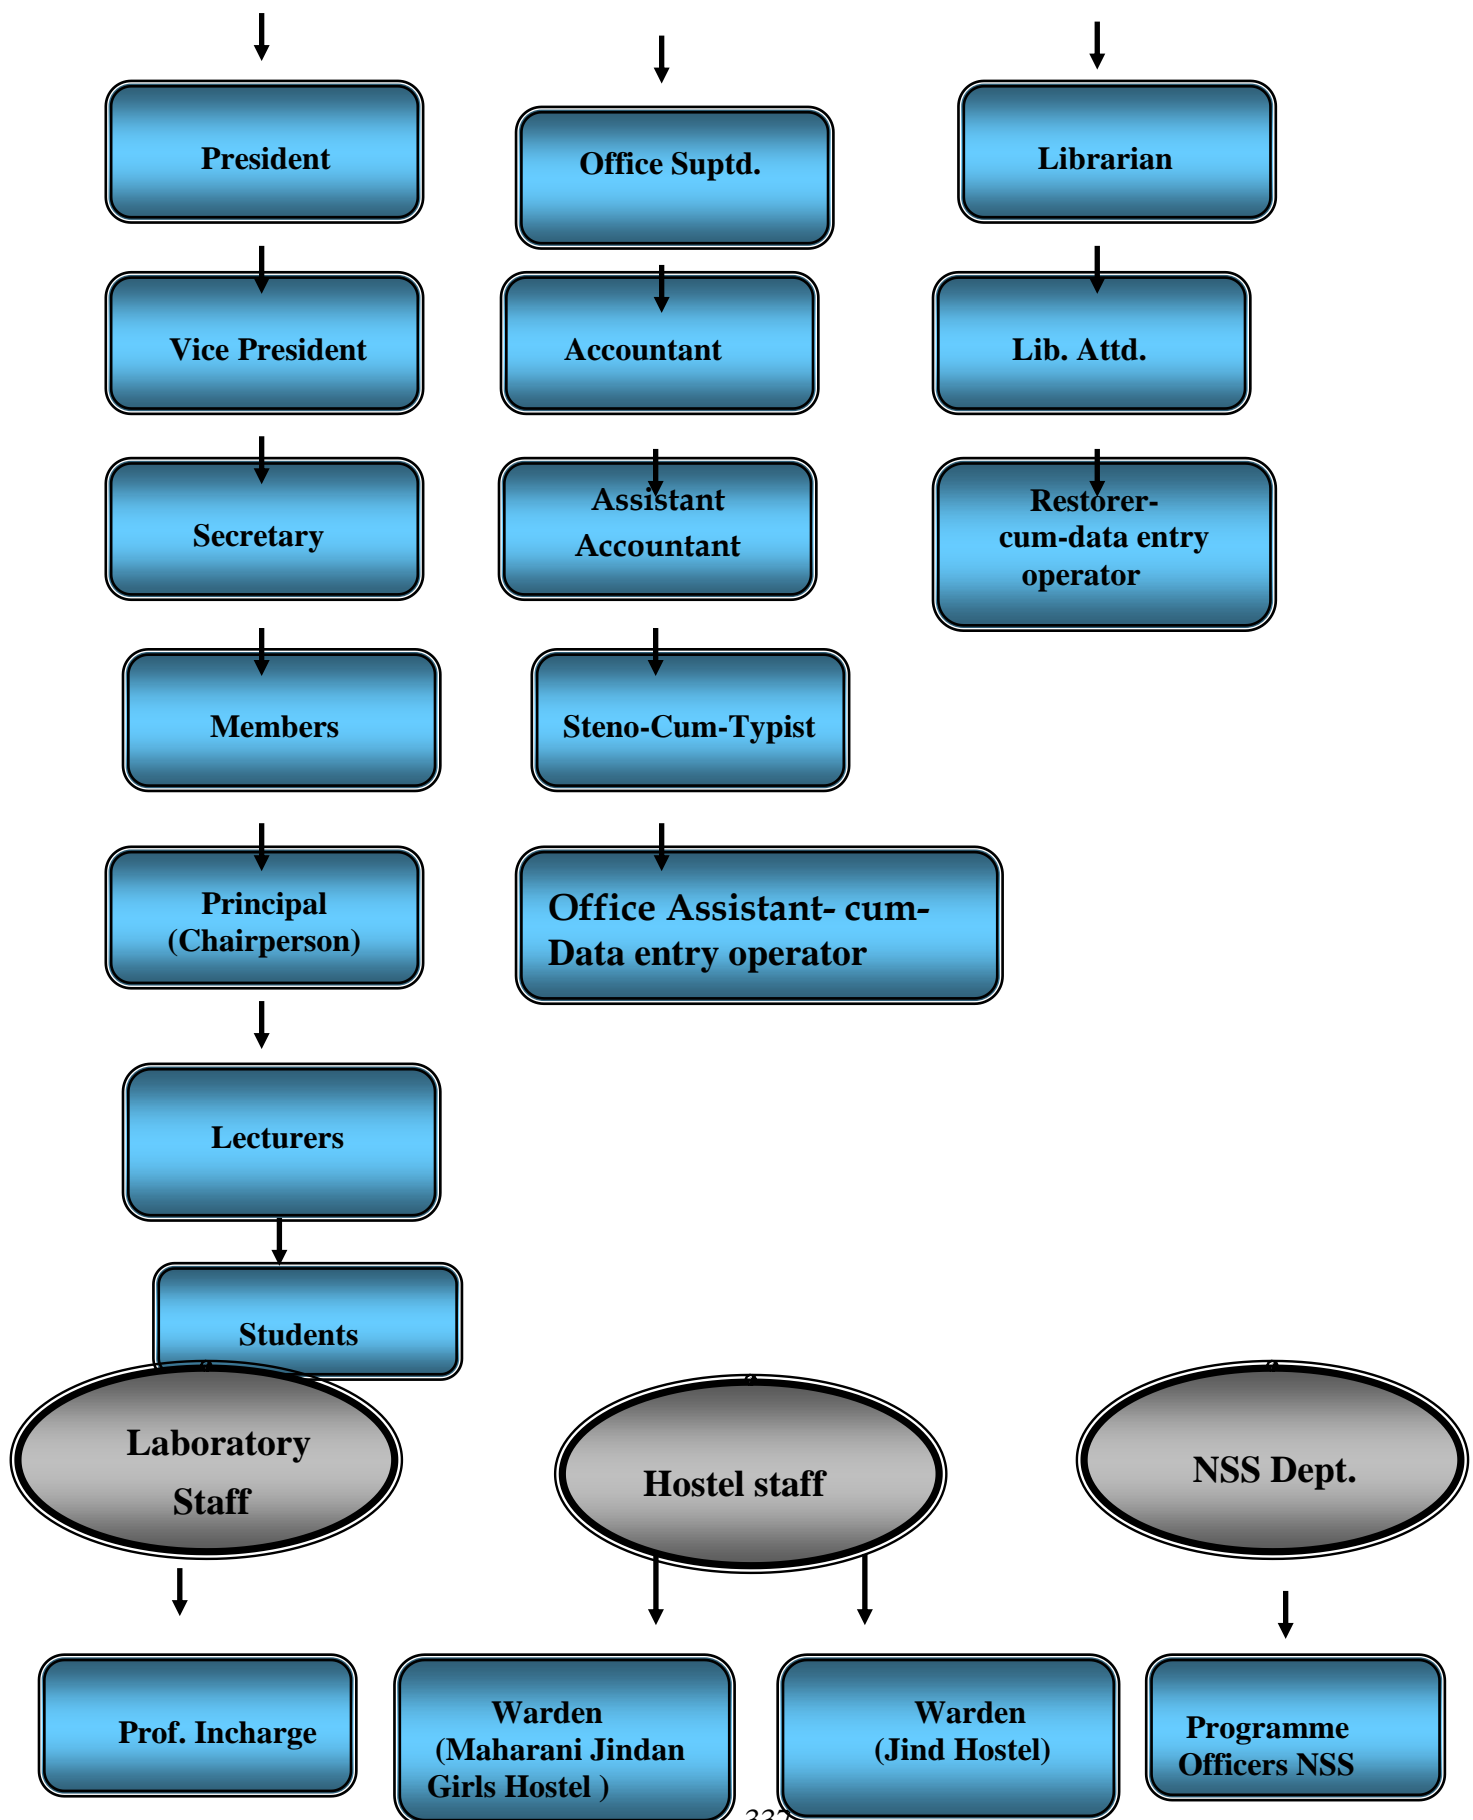 President
Office Suptd.
Librarian
Vice President
Accountant
Lib. Attd.
Secretary
Assistant
Accountant
Restorer-
cum-data entry
operator
Members
Steno-Cum-Typist
Principal
(Chairperson)
Office Assistant- cum-
Data entry operator
Lecturers
Students
Laboratory
Staff
Hostel staff
NSS Dept.
Prof. Incharge
Warden
(Maharani Jindan
Girls Hostel )
Warden
(Jind Hostel)
Programme
Officers NSS